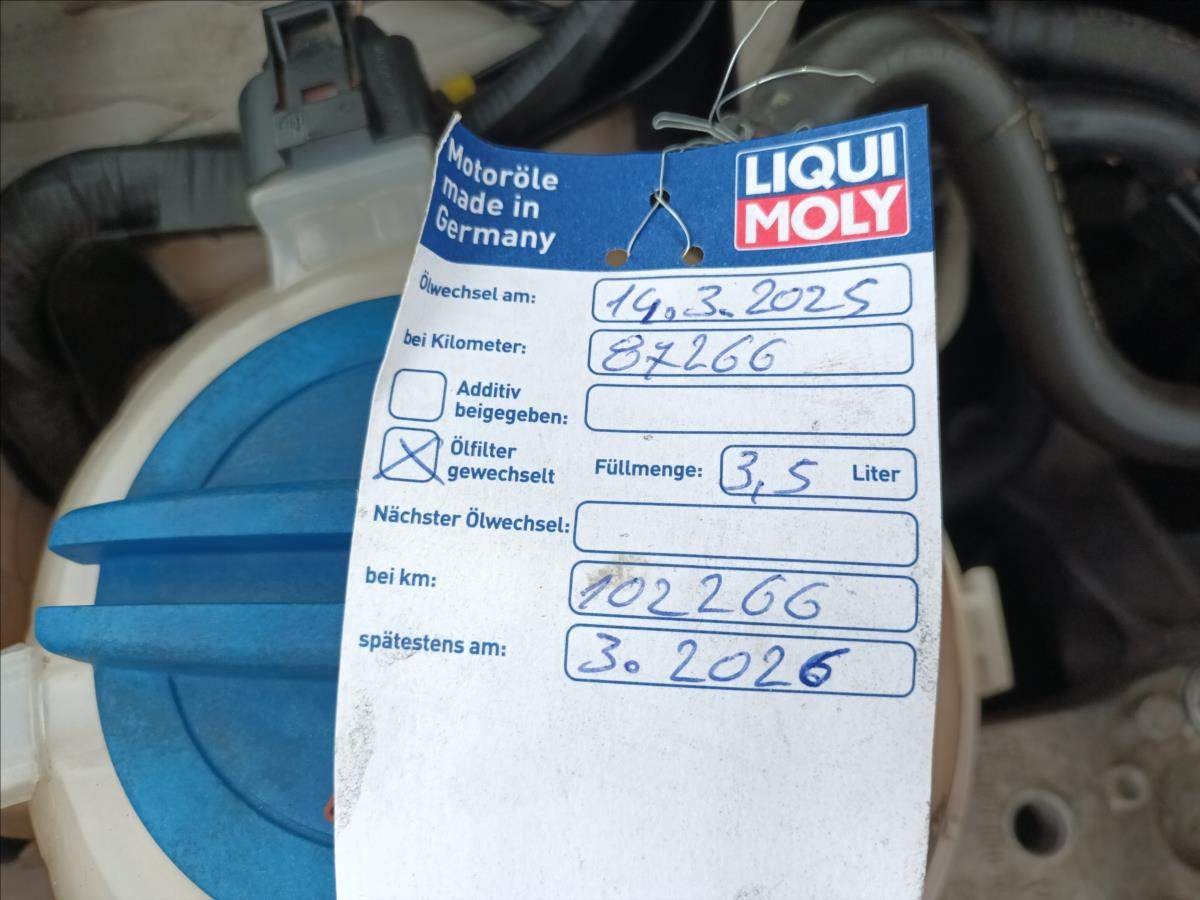 Motoröle
made in
Germany
LIQUI
MOLY
Ölwechsel am: 14.3.2025
bei Kilometer: 87266
Additiv
beigegeben:
Ölfilter
gewechselt Füllmenge: 3,5 Liter
Nächster Ölwechsel:
bei km: 102266
spätestens am: 3.2026